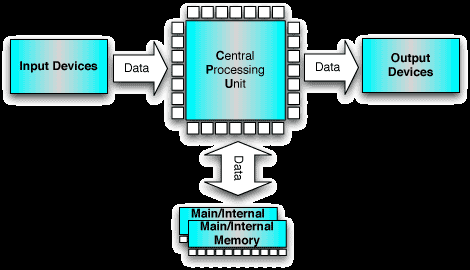 Input Devices
Data
Central
Processing
Unit
Data
Output
Devices
Data
Main/Internal
Main/Internal
Memory